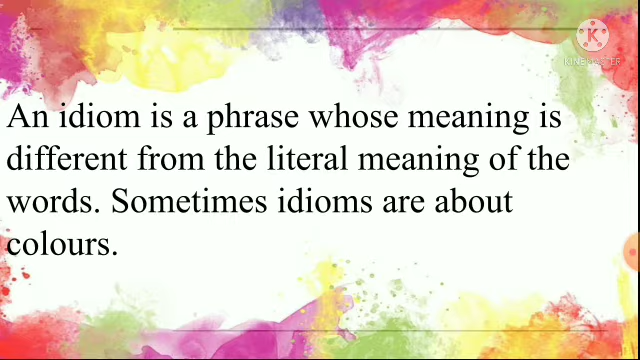 KINEMASTER
An idiom is a phrase whose meaning is
different from the literal meaning of the
words. Sometimes idioms are about
colours.